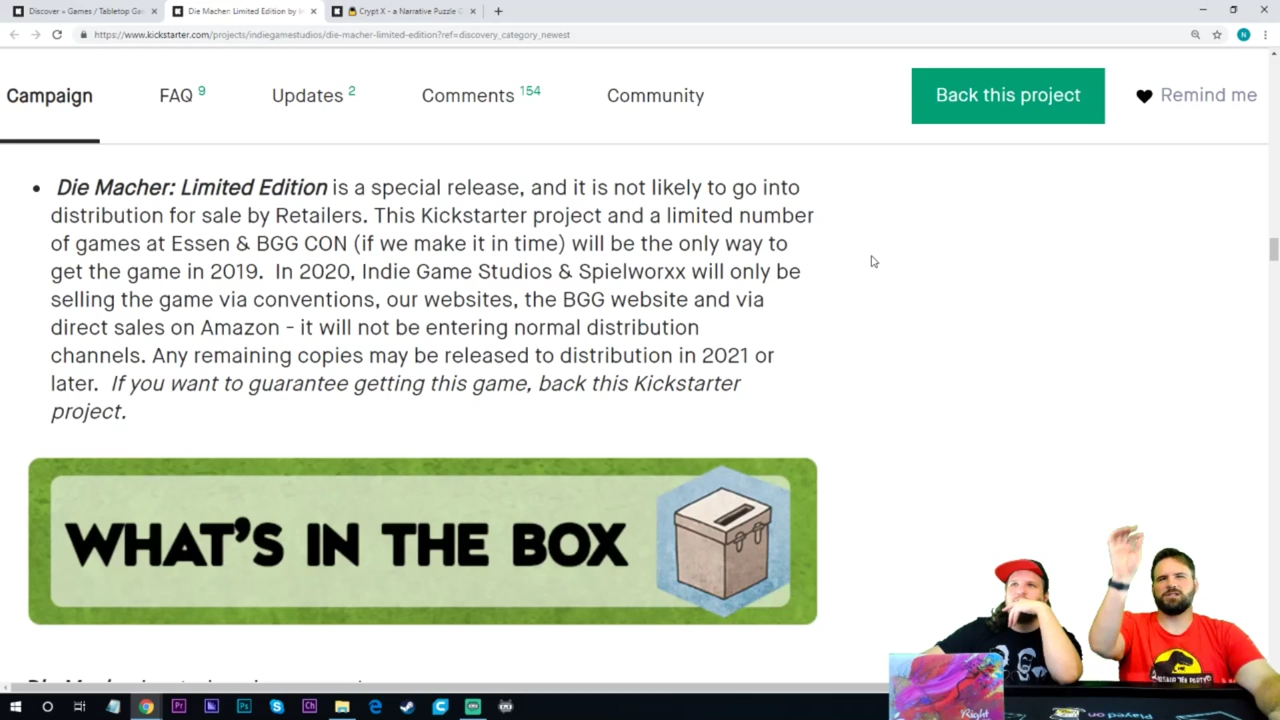 Discover » Games / Tabletop Ga
Die Macher: Limited Edition by In
Crypt X - a Narrative Puzzle G
https://www.kickstarter.com/projects/indiegamestudios/die-macher-limited-edition?ref=discovery_category_newest
N
Campaign FAQ 9 Updates 2 Comments 154 Community Back this project Remind me
• Die Macher: Limited Edition is a special release, and it is not likely to go into
distribution for sale by Retailers. This Kickstarter project and a limited number
of games at Essen & BGG CON (if we make it in time) will be the only way to
get the game in 2019. In 2020, Indie Game Studios & Spielworxx will only be
selling the game via conventions, our websites, the BGG website and via
direct sales on Amazon - it will not be entering normal distribution
channels. Any remaining copies may be released to distribution in 2021 or
later. If you want to guarantee getting this game, back this Kickstarter
project.
WHAT'S IN THE BOX
Pr Ps Ch
Right